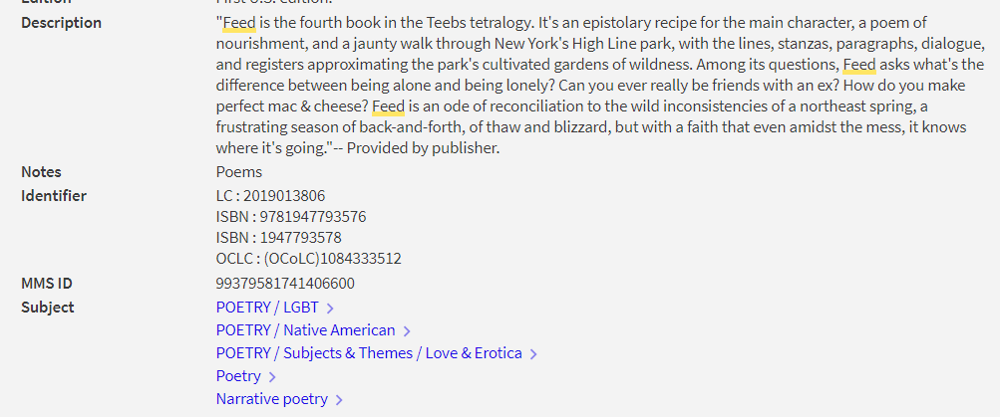 Edition First U.S. edition.
Description "Feed is the fourth book in the Teebs tetralogy. It's an epistolary recipe for the main character, a poem of
nourishment, and a jaunty walk through New York's High Line park, with the lines, stanzas, paragraphs, dialogue,
and registers approximating the park's cultivated gardens of wildness. Among its questions, Feed asks what's the
difference between being alone and being lonely? Can you ever really be friends with an ex? How do you make
perfect mac & cheese? Feed is an ode of reconciliation to the wild inconsistencies of a northeast spring, a
frustrating season of back-and-forth, of thaw and blizzard, but with a faith that even amidst the mess, it knows
where it's going."-- Provided by publisher.
Notes Poems
Identifier LC : 2019013806
ISBN : 9781947793576
ISBN : 1947793578
OCLC : (OCoLC)1084333512
MMS ID 99379581741406600
Subject POETRY / LGBT
POETRY / Native American
POETRY / Subjects & Themes / Love & Erotica
Poetry
Narrative poetry